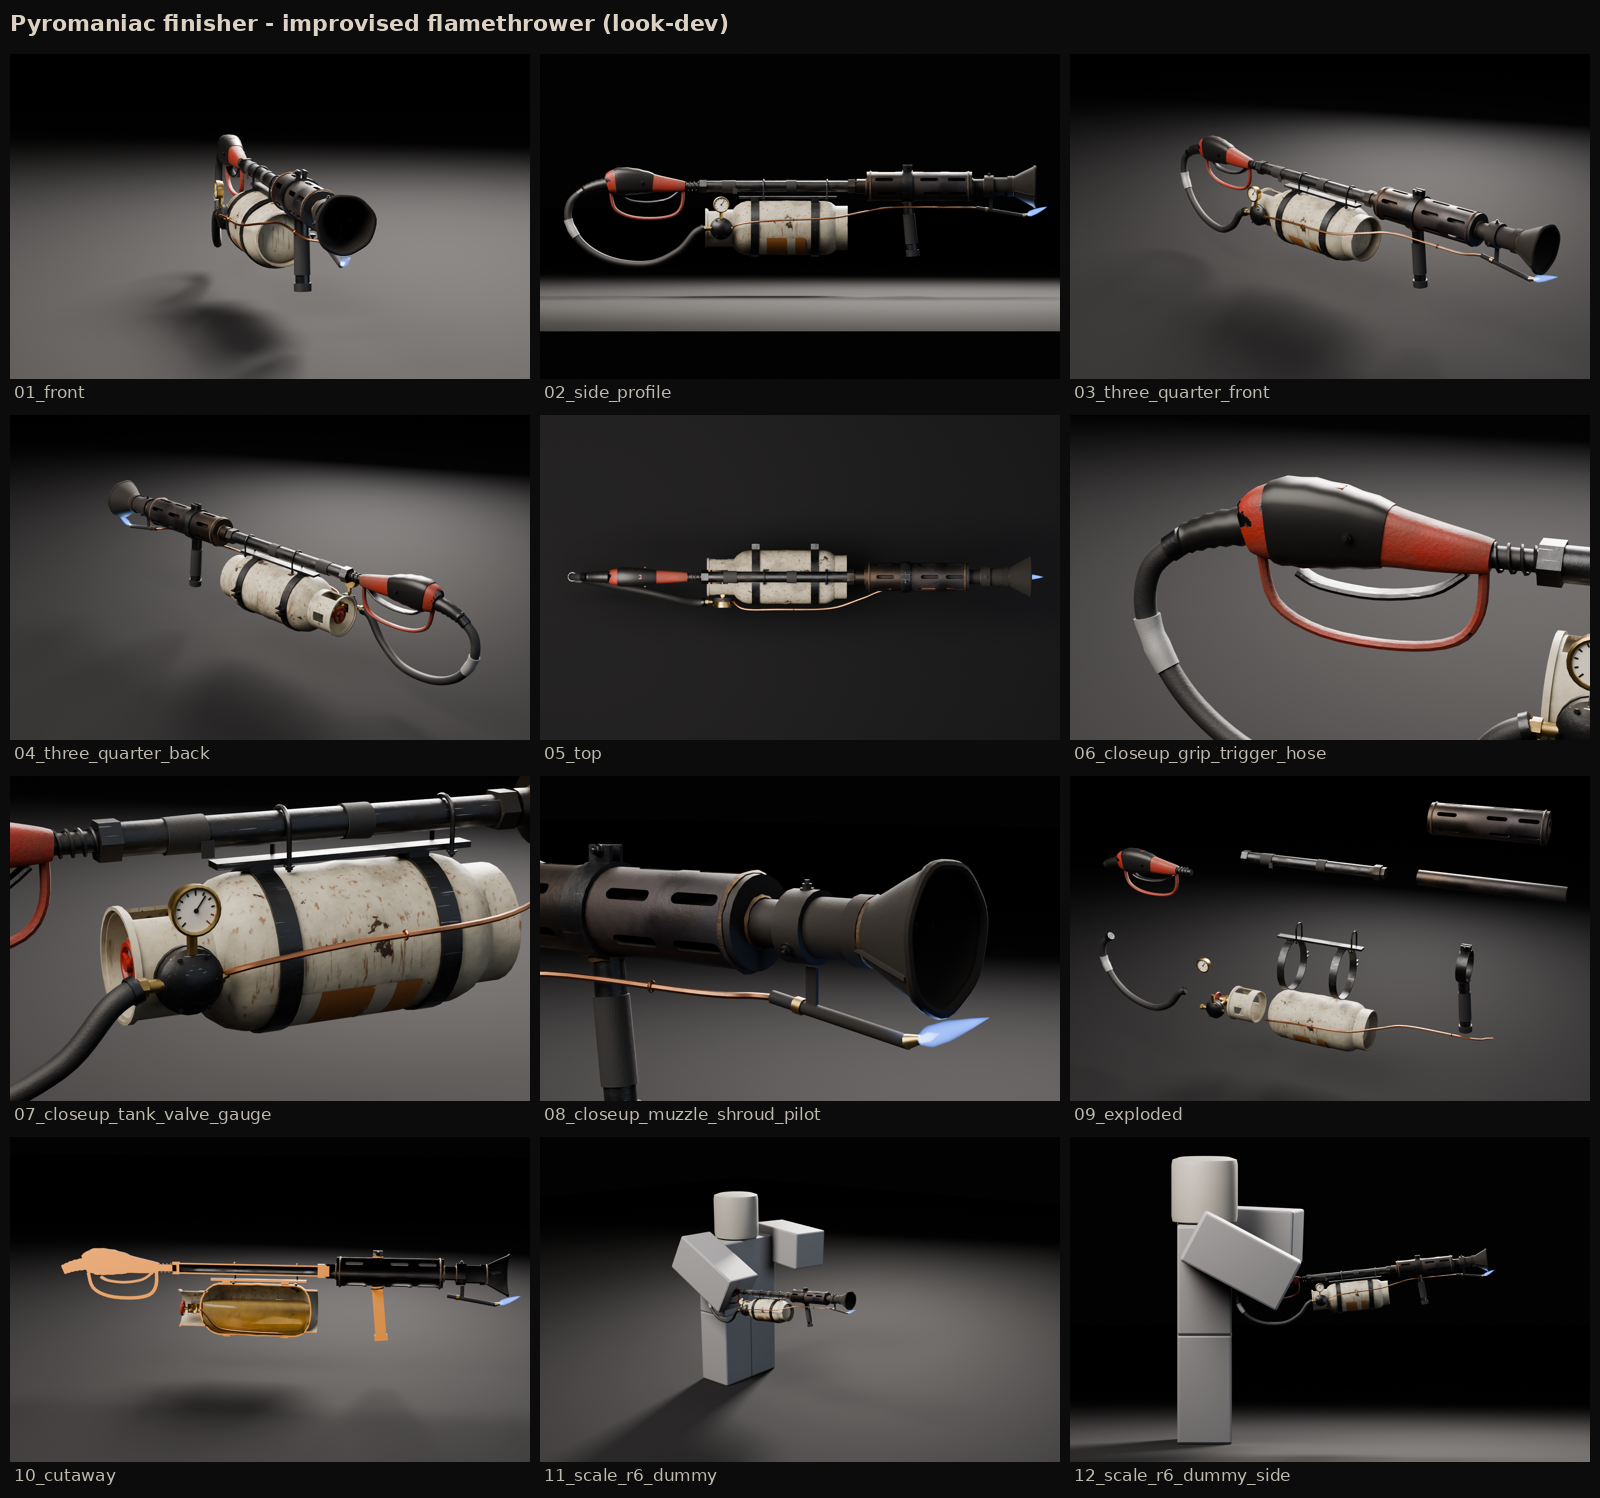 Pyromaniac finisher - improvised flamethrower (look-dev)
01_front
02_side_profile
03_three_quarter_front
04_three_quarter_back
05_top
06_closeup_grip_trigger_hose
07_closeup_tank_valve_gauge
08_closeup_muzzle_shroud_pilot
09_exploded
10_cutaway
11_scale_r6_dummy
12_scale_r6_dummy_side